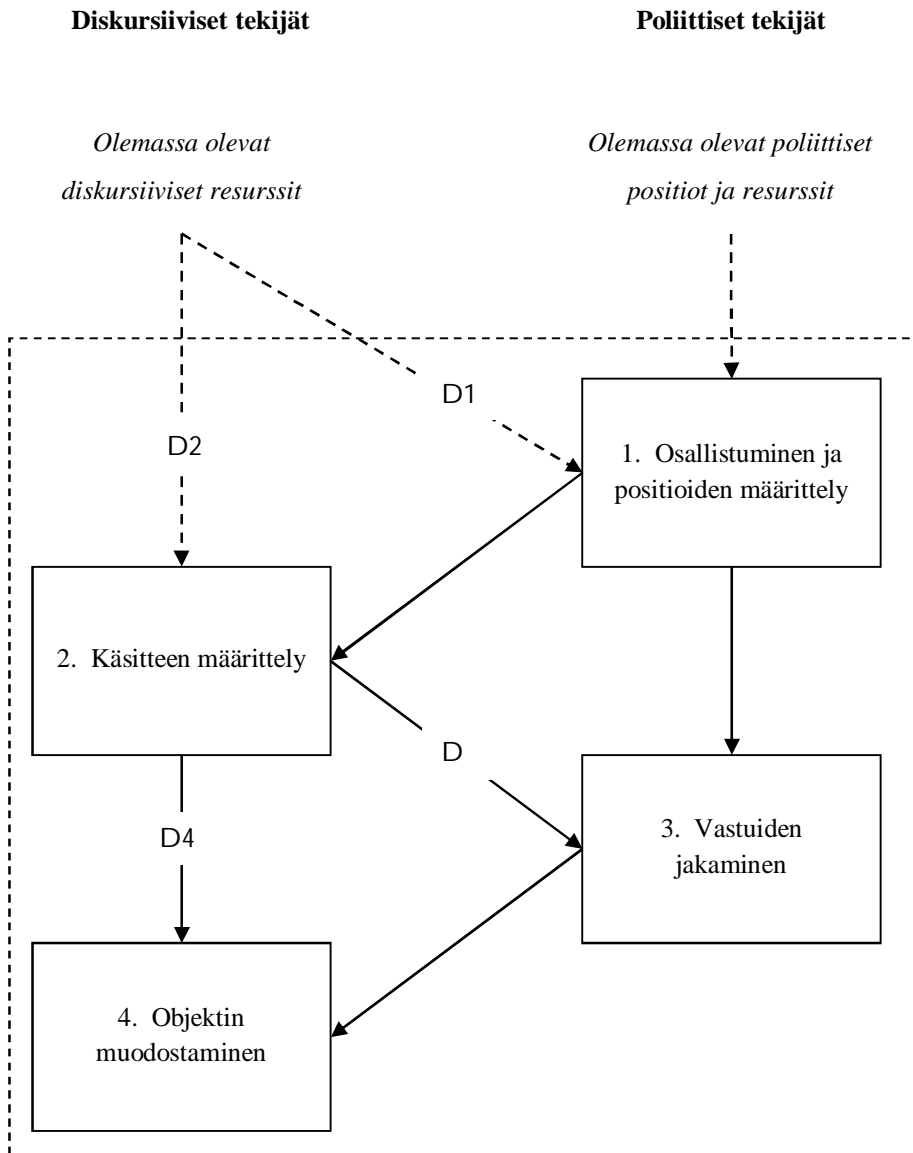 Diskursiiviset tekijät
Poliittiset tekijät
Olemassa olevat
diskursiiviset resurssit
Olemassa olevat poliittiset
positiot ja resurssit
D1
D2
1. Osallistuminen ja
positioiden määrittely
2. Käsitteen määrittely
D
D4
3. Vastuiden
jakaminen
4. Objektin
muodostaminen